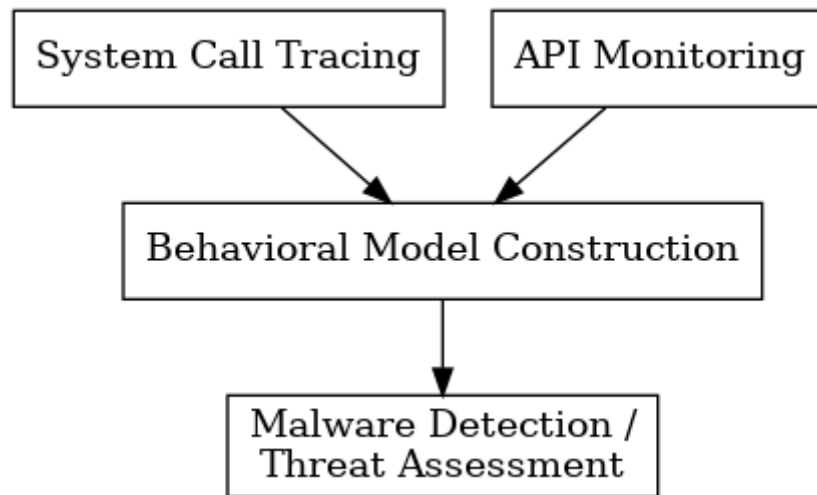 System Call Tracing
API Monitoring
Behavioral Model Construction
Malware Detection /
Threat Assessment